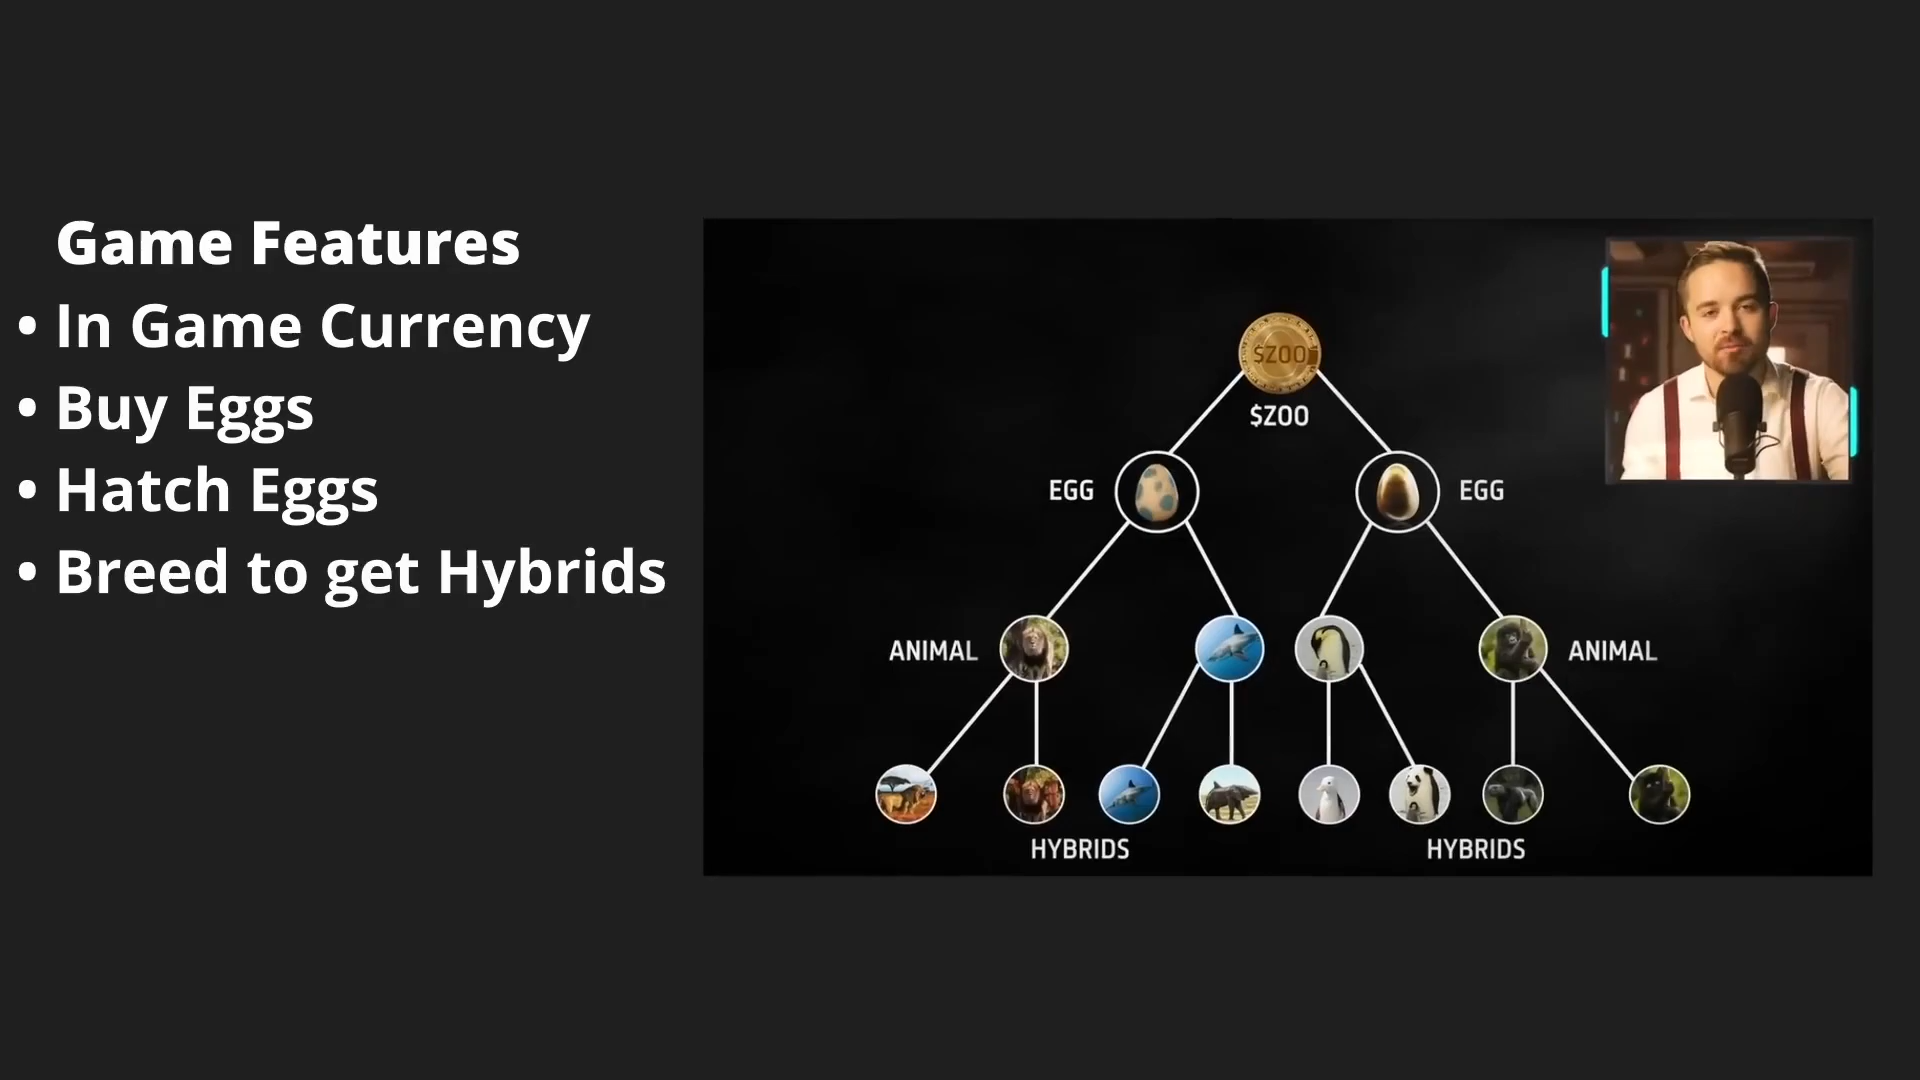 Game Features
• In Game Currency
• Buy Eggs
• Hatch Eggs
• Breed to get Hybrids
$ZOO
$ZOO
EGG
EGG
ANIMAL
ANIMAL
HYBRIDS
HYBRIDS